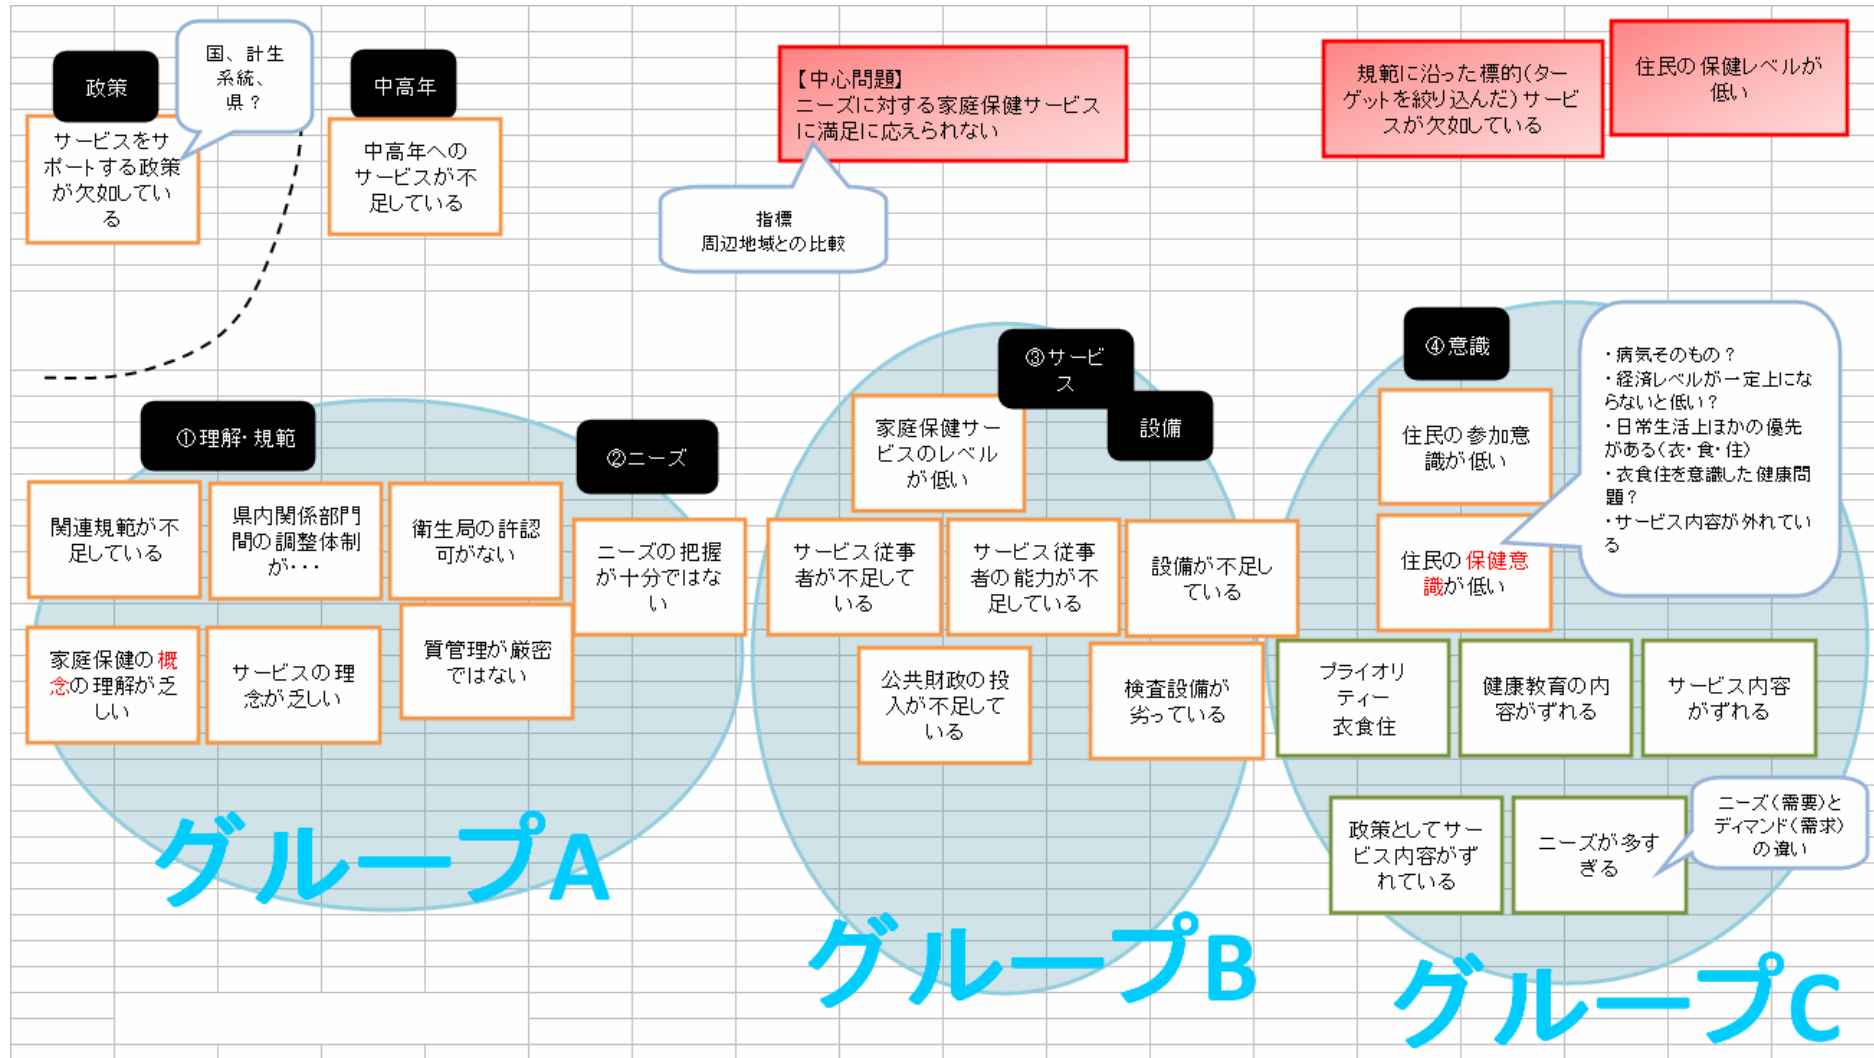 政策
国、計生
系統、
県？
サービスをサ
ポートする政策
が欠如してい
る
中高年
中高年への
サービスが不
足している
【中心問題】
ニーズに対する家庭保健サービス
に満足に応えられない
指標
周辺地域との比較
規範に沿った標的(ター
ゲットを絞り込んだ)サービ
スが欠如している
住民の保健レベルが
低い
①理解・規範
関連規範が不
足している
県内関係部門
間の調整体制
が・・・
衛生局の許認
可がない
家庭保健の概
念の理解が乏
しい
サービスの理
念が乏しい
質管理が厳密
ではない
②ニーズ
ニーズの把握
が十分ではな
い
グループA
③サービ
ス
設備
家庭保健サー
ビスのレベル
が低い
サービス従事
者が不足して
いる
サービス従事
者の能力が不
足している
設備が不足し
ている
公共財政の投
入が不足して
いる
検査設備が
劣っている
グループB
④意識
住民の参加意
識が低い
住民の保健意
識が低い
・病気そのもの？
・経済レベルが一定上にな
らないと低い？
・日常生活上ほかの優先
がある(衣・食・住)
・衣食住を意識した健康問
題？
・サービス内容が外れてい
る
プライオリ
ティー
衣食住
健康教育の内
容がずれる
サービス内容
がずれる
政策としてサー
ビス内容がず
れている
ニーズが多す
ぎる
ニーズ(需要)と
ディマンド(需求)
の違い
グループC